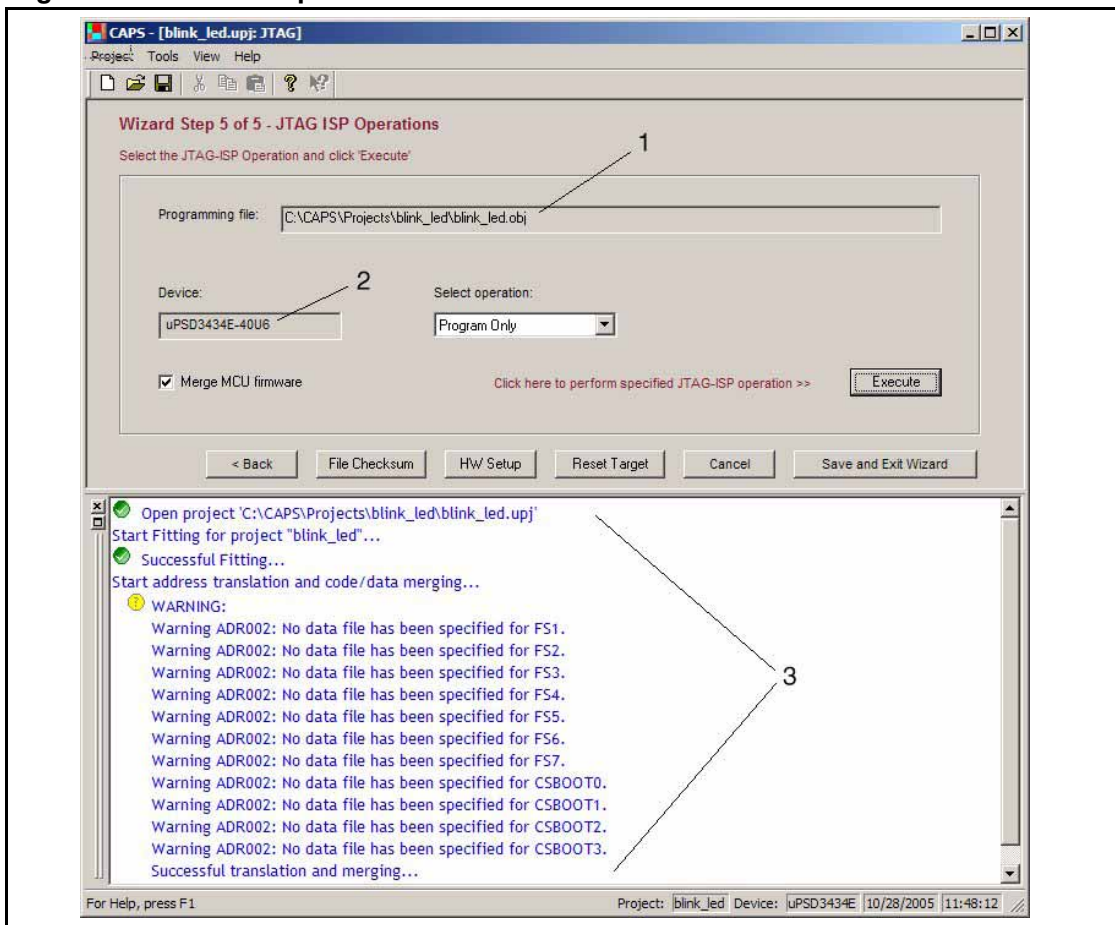 CAPS - [blink_led.upj: JTAG]
Project Tools View Help
Wizard Step 5 of 5 - JTAG ISP Operations
Select the JTAG-ISP Operation and click 'Execute'
1
Programming file: C:\CAPS\Projects\blink_led\blink_led.obj
2
Device: Select operation:
uPSD3434E-40U6 Program Only
Merge MCU firmware Click here to perform specified JTAG-ISP operation >> Execute
< Back File Checksum HW Setup Reset Target Cancel Save and Exit Wizard
Open project 'C:\CAPS\Projects\blink_led\blink_led.upj'
Start Fitting for project "blink_led"...
Successful Fitting...
Start address translation and code/data merging...
WARNING:
Warning ADR002: No data file has been specified for FS1.
Warning ADR002: No data file has been specified for FS2.
Warning ADR002: No data file has been specified for FS3.
3
Warning ADR002: No data file has been specified for FS4.
Warning ADR002: No data file has been specified for FS5.
Warning ADR002: No data file has been specified for FS6.
Warning ADR002: No data file has been specified for FS7.
Warning ADR002: No data file has been specified for CSBOOT0.
Warning ADR002: No data file has been specified for CSBOOT1.
Warning ADR002: No data file has been specified for CSBOOT2.
Warning ADR002: No data file has been specified for CSBOOT3.
Successful translation and merging...
For Help, press F1 Project: blink_led Device: uPSD3434E 10/28/2005 11:48:12